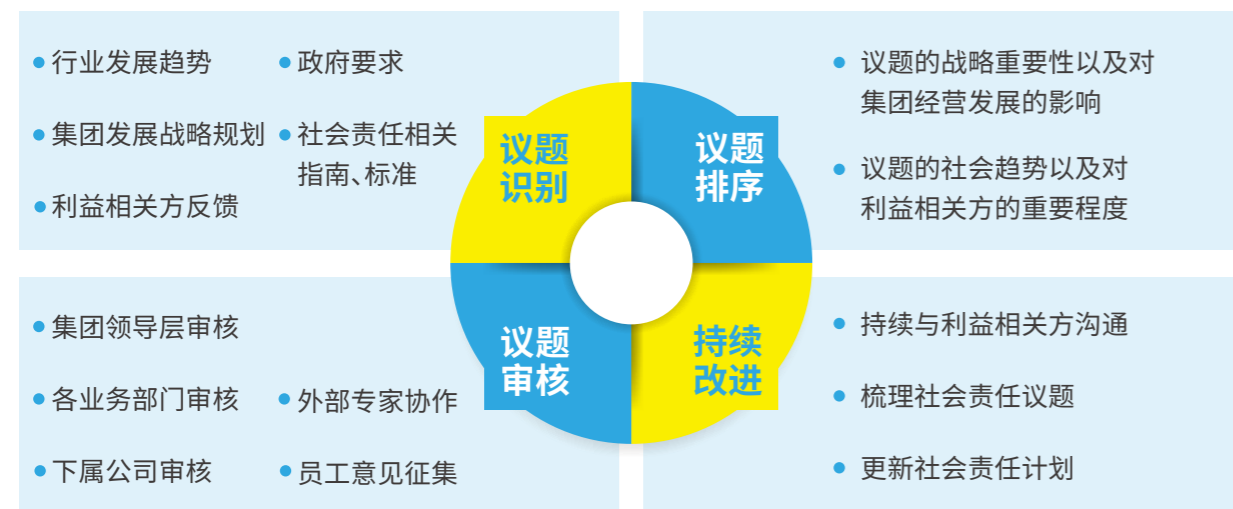 行业发展趋势
集团发展战略规划
利益相关方反馈
政府要求
社会责任相关
指南、标准
议题
识别
议题
排序
议题的战略重要性以及对
集团经营发展的影响
议题的社会趋势以及对
利益相关方的重要程度
集团领导层审核
各业务部门审核
下属公司审核
外部专家协作
员工意见征集
议题
审核
持续
改进
持续与利益相关方沟通
梳理社会责任议题
更新社会责任计划